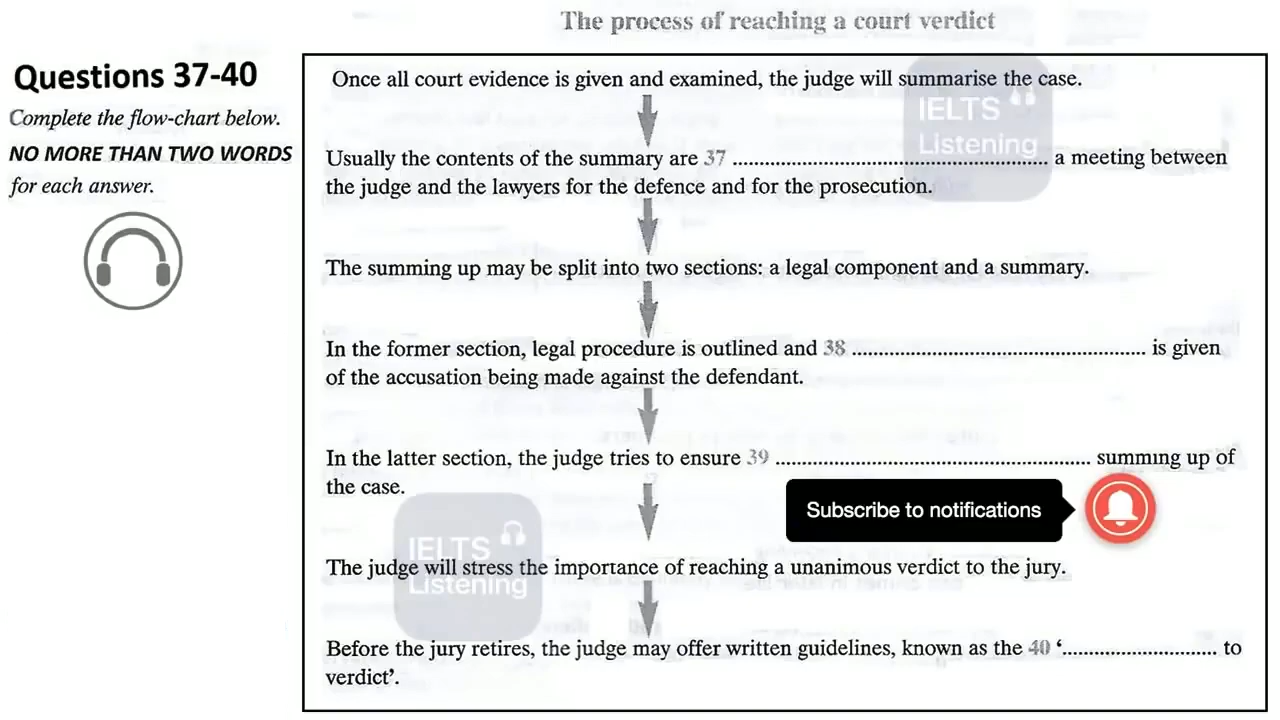 The process of reaching a court verdict
Questions 37-40
Complete the flow-chart below.
NO MORE THAN TWO WORDS
for each answer.
Once all court evidence is given and examined, the judge will summarise the case.
IELTS
Listening
Usually the contents of the summary are 37 ............................................................ a meeting between
the judge and the lawyers for the defence and for the prosecution.
The summing up may be split into two sections: a legal component and a summary.
In the former section, legal procedure is outlined and 38 ........................................................ is given
of the accusation being made against the defendant.
In the latter section, the judge tries to ensure 39 ............................................................ summing up of
the case.
Subscribe to notifications
IELTS
Listening
The judge will stress the importance of reaching a unanimous verdict to the jury.
Before the jury retires, the judge may offer written guidelines, known as the 40 ‘............................. to
verdict’.